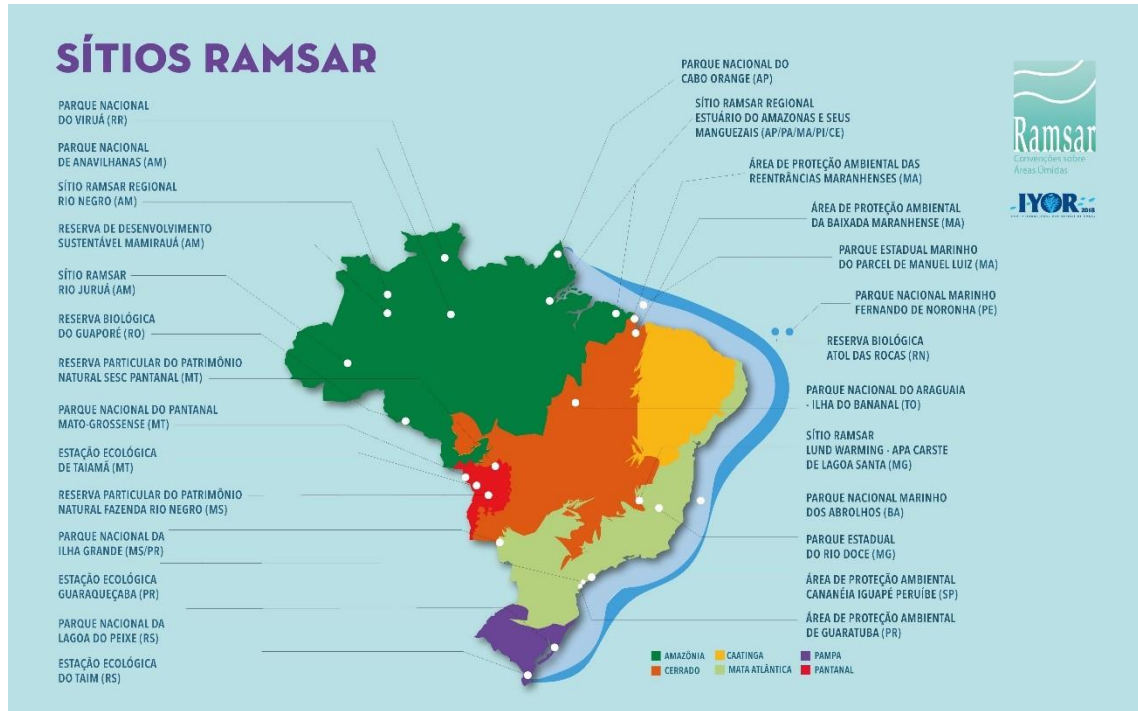 SÍTIOS RAMSAR
PARQUE NACIONAL
DO VIRUÁ (RR)
PARQUE NACIONAL
DE ANAVILHANAS (AM)
SÍTIO RAMSAR REGIONAL
RIO NEGRO (AM)
RESERVA DE DESENVOLVIMENTO
SUSTENTÁVEL MAMIRAUÁ (AM)
SÍTIO RAMSAR
RIO JURUÁ (AM)
RESERVA BIOLÓGICA
DO GUAPORÉ (RO)
RESERVA PARTICULAR DO PATRIMÔNIO
NATURAL SESC PANTANAL (MT)
PARQUE NACIONAL DO PANTANAL
MATO-GROSSENSE (MT)
ESTAÇÃO ECOLÓGICA
DE TAIAMÃ (MT)
RESERVA PARTICULAR DO PATRIMÔNIO
NATURAL FAZENDA RIO NEGRO (MS)
PARQUE NACIONAL DA
ILHA GRANDE (MS/PR)
ESTAÇÃO ECOLÓGICA
GUARAQUEÇABA (PR)
PARQUE NACIONAL DA
LAGOA DO PEIXE (RS)
ESTAÇÃO ECOLÓGICA
DO TAIM (RS)
PARQUE NACIONAL DO
CABO ORANGE (AP)
SÍTIO RAMSAR REGIONAL
ESTUÁRIO DO AMAZONAS E SEUS
MANGUEZAIS (AP/PA/MA/PI/CE)
ÁREA DE PROTEÇÃO AMBIENTAL DAS
REENTRÂNCIAS MARANHENSES (MA)
ÁREA DE PROTEÇÃO AMBIENTAL
DA BAIXADA MARANHENSE (MA)
PARQUE ESTADUAL MARINHO
DO PARCEL DE MANUEL LUIZ (MA)
PARQUE NACIONAL MARINHO
FERNANDO DE NORONHA (PE)
RESERVA BIOLÓGICA
ATOL DAS ROCAS (RN)
PARQUE NACIONAL DO ARAGUAIA
- ILHA DO BANANAL (TO)
SÍTIO RAMSAR
LUND WARMING - APA CARSTE
DE LAGOA SANTA (MG)
PARQUE NACIONAL MARINHO
DOS ABROLHOS (BA)
PARQUE ESTADUAL
DO RIO DOCE (MG)
ÁREA DE PROTEÇÃO AMBIENTAL
CANANÉIA IGUAPÉ PERUÍBE (SP)
ÁREA DE PROTEÇÃO AMBIENTAL
DE GUARATUBA (PR)
AMAZÔNIA
CAATINGA
PAMPA
CERRADO
MATA ATLÂNTICA
PANTANAL
Ramsar
Convenções sobre
Áreas Úmidas
IYOR 2018